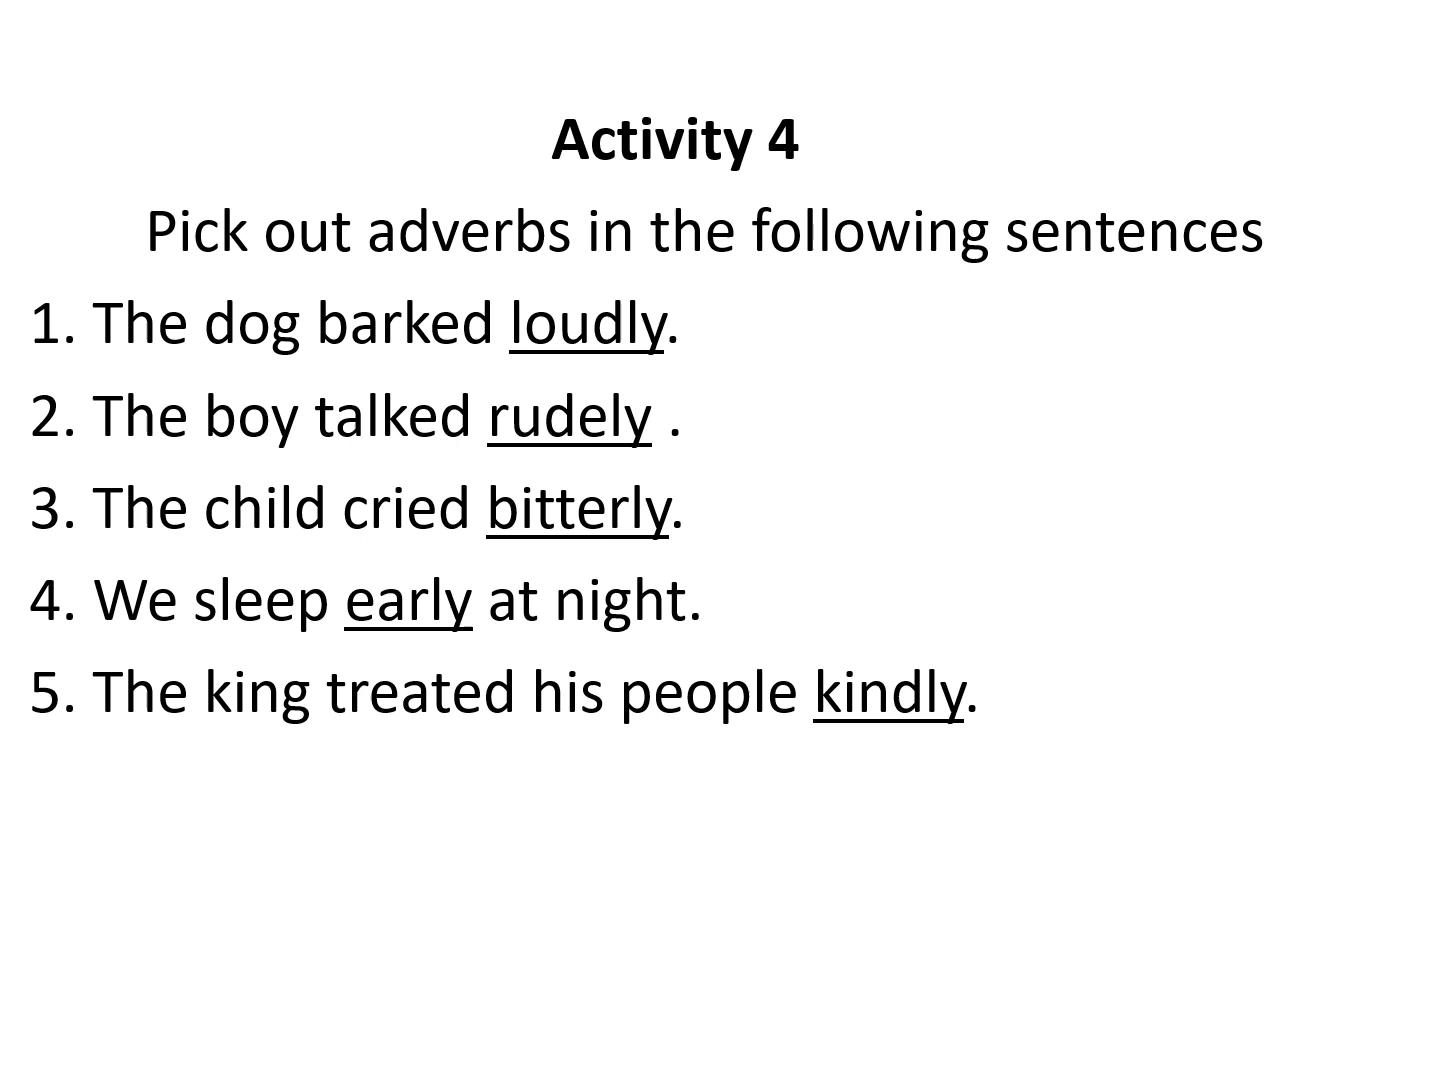 Activity 4
Pick out adverbs in the following sentences
1. The dog barked loudly.
2. The boy talked rudely .
3. The child cried bitterly.
4. We sleep early at night.
5. The king treated his people kindly.